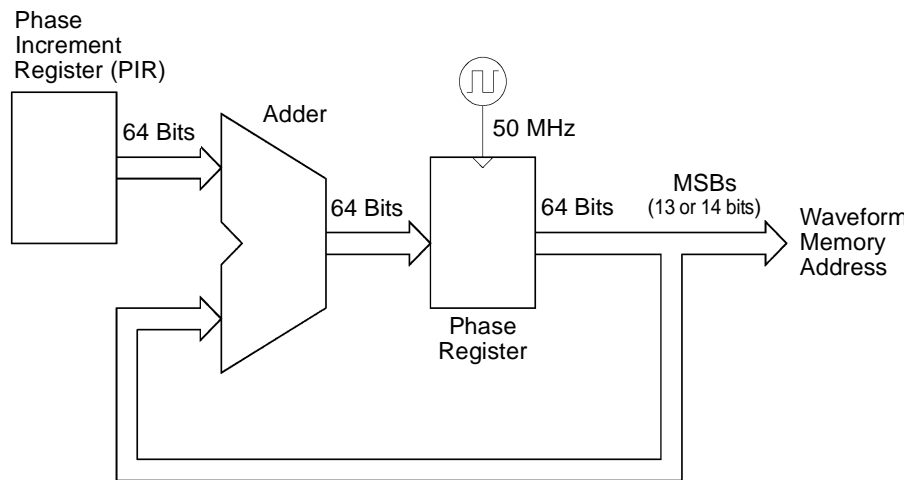 Phase
Increment
Register (PIR)
64 Bits
Adder
64 Bits
50 MHz
64 Bits
MSBs
(13 or 14 bits)
Waveform
Memory
Address
Phase
Register